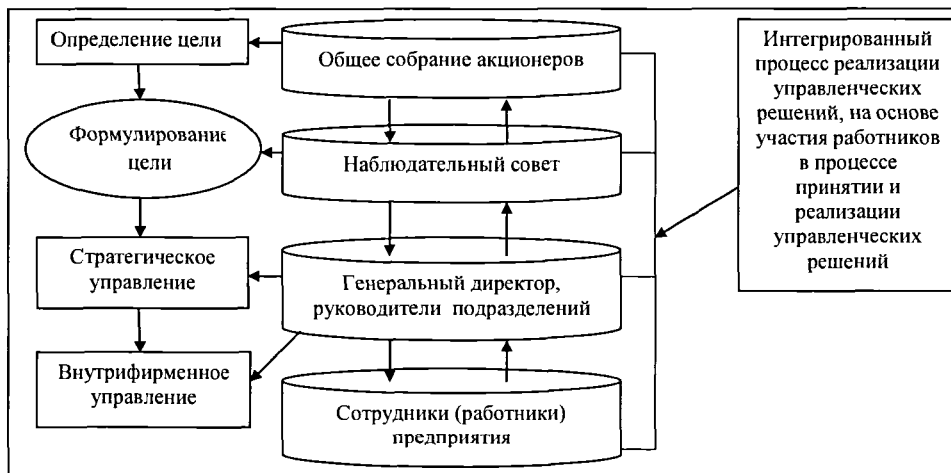 Определение цели
Формулирование
цели
Стратегическое
управление
Внутрифирменное
управление
Общее собрание акционеров
Наблюдательный совет
Генеральный директор,
руководители подразделений
Сотрудники (работники)
предприятия
Интегрированный
процесс реализации
управленческих
решений, на основе
участия работников
в процессе
принятии и
реализации
управленческих
решений